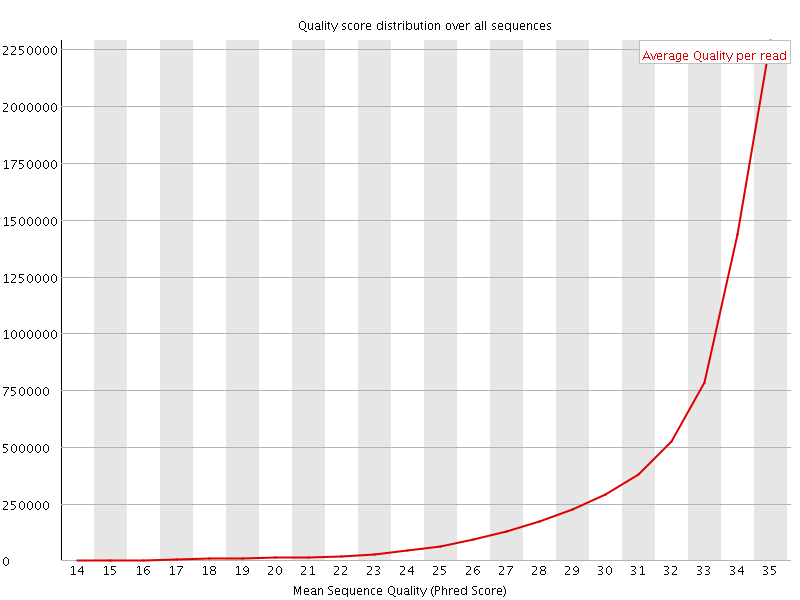 Quality score distribution over all sequences
Average Quality per read
2250000
2000000
1750000
1500000
1250000
1000000
750000
500000
250000
0
14 15 16 17 18 19 20 21 22 23 24 25 26 27 28 29 30 31 32 33 34 35
Mean Sequence Quality (Phred Score)